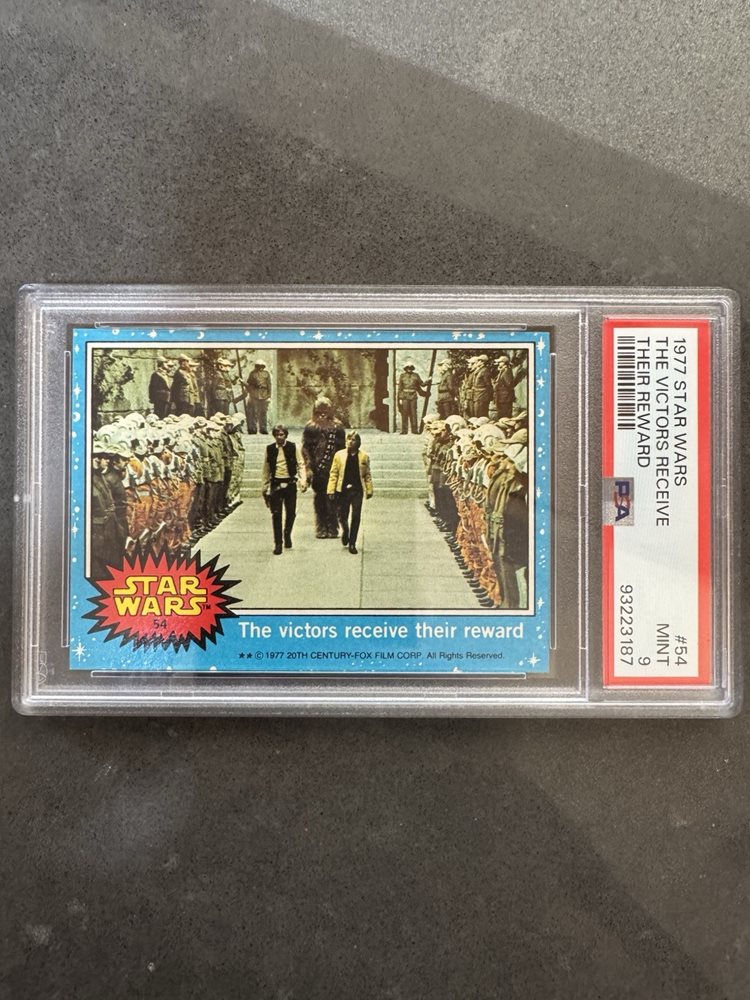 STAR
WARS™
54
The victors receive their reward
★★ © 1977 20TH CENTURY-FOX FILM CORP. All Rights Reserved.
1977 STAR WARS
THE VICTORS RECEIVE
THEIR REWARD
PSA
#54
MINT
9
93223187